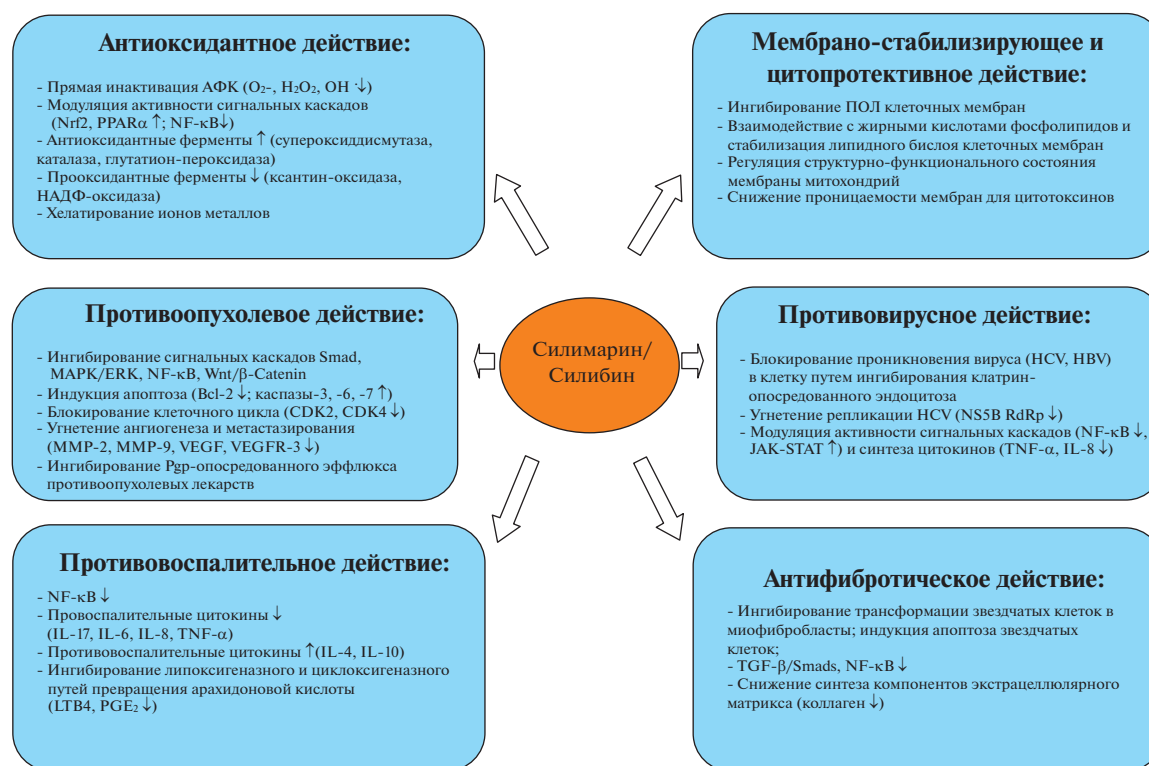 Антиоксидантное действие:
- Прямая инактивация АФК (O₂-, H₂O₂, OH ·↓)
- Модуляция активности сигнальных каскадов
(Nrf2, PPARα ↑; NF-κB↓)
- Антиоксидантные ферменты ↑ (супероксиддисмутаза,
каталаза, глутатион-пероксидаза)
- Прооксидантные ферменты ↓ (ксантин-оксидаза,
НАДФ-оксидаза)
- Хелатирование ионов металлов
Мембрано-стабилизирующее и
цитопротективное действие:
- Ингибирование ПОЛ клеточных мембран
- Взаимодействие с жирными кислотами фосфолипидов и
стабилизация липидного бислоя клеточных мембран
- Регуляция структурно-функционального состояния
мембраны митохондрий
- Снижение проницаемости мембран для цитотоксинов
Противоопухолевое действие:
- Ингибирование сигнальных каскадов Smad,
MAPK/ERK, NF-κB, Wnt/β-Catenin
- Индукция апоптоза (Bcl-2 ↓; каспазы-3, -6, -7 ↑)
- Блокирование клеточного цикла (CDK2, CDK4 ↓)
- Угнетение ангиогенеза и метастазирования
(MMP-2, MMP-9, VEGF, VEGFR-3 ↓)
- Ингибирование Pgp-опосредованного эффлюкса
противоопухолевых лекарств
Силимарин/
Силибин
Противовирусное действие:
- Блокирование проникновения вируса (HCV, HBV)
в клетку путем ингибирования клатрин-
опосредованного эндоцитоза
- Угнетение репликации HCV (NS5B RdRp ↓)
- Модуляция активности сигнальных каскадов (NF-κB ↓,
JAK-STAT ↑) и синтеза цитокинов (TNF-α, IL-8 ↓)
Противовоспалительное действие:
- NF-κB ↓
- Провоспалительные цитокины ↓
(IL-17, IL-6, IL-8, TNF-α)
- Противовоспалительные цитокины ↑(IL-4, IL-10)
- Ингибирование липоксигеназного и циклоксигеназного
путей превращения арахидоновой кислоты
(LTB4, PGE₂ ↓)
Антифибротическое действие:
- Ингибирование трансформации звездчатых клеток в
миофибробласты; индукция апоптоза звездчатых
клеток;
- TGF-β/Smads, NF-κB ↓
- Снижение синтеза компонентов экстрацеллюлярного
матрикса (коллаген ↓)